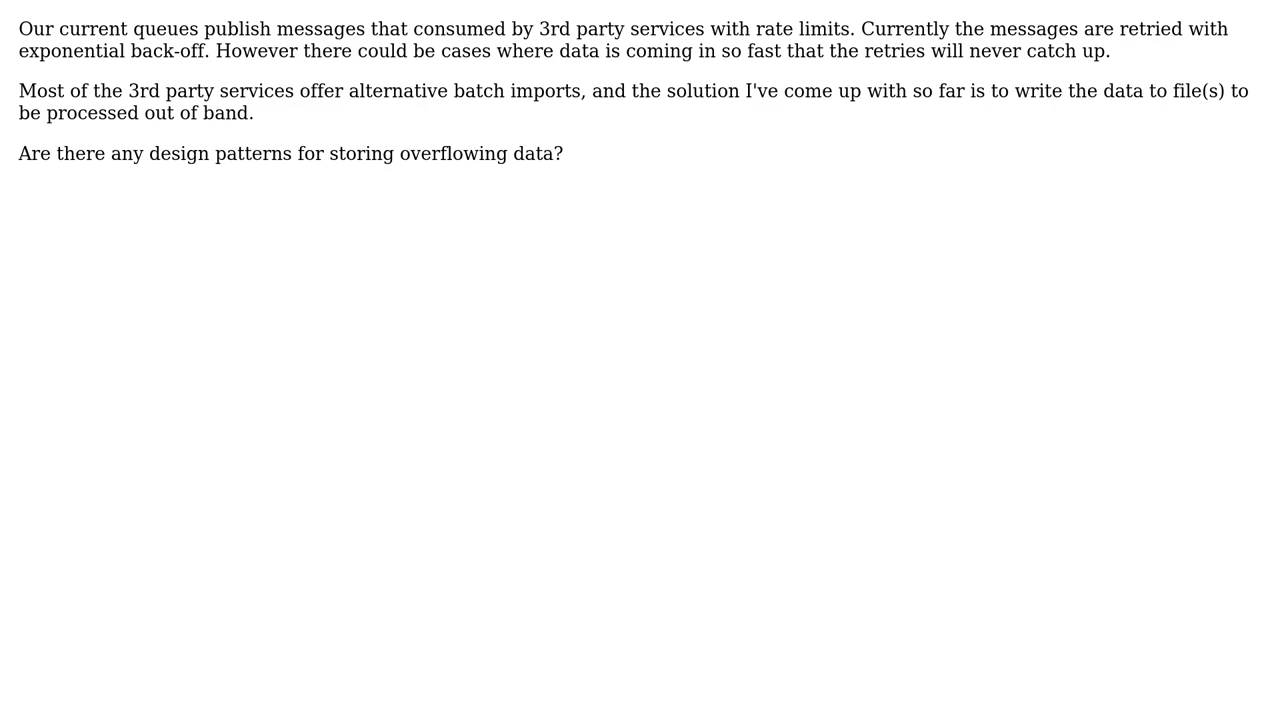 Our current queues publish messages that consumed by 3rd party services with rate limits. Currently the messages are retried with
exponential back-off. However there could be cases where data is coming in so fast that the retries will never catch up.
Most of the 3rd party services offer alternative batch imports, and the solution I've come up with so far is to write the data to file(s) to
be processed out of band.
Are there any design patterns for storing overflowing data?